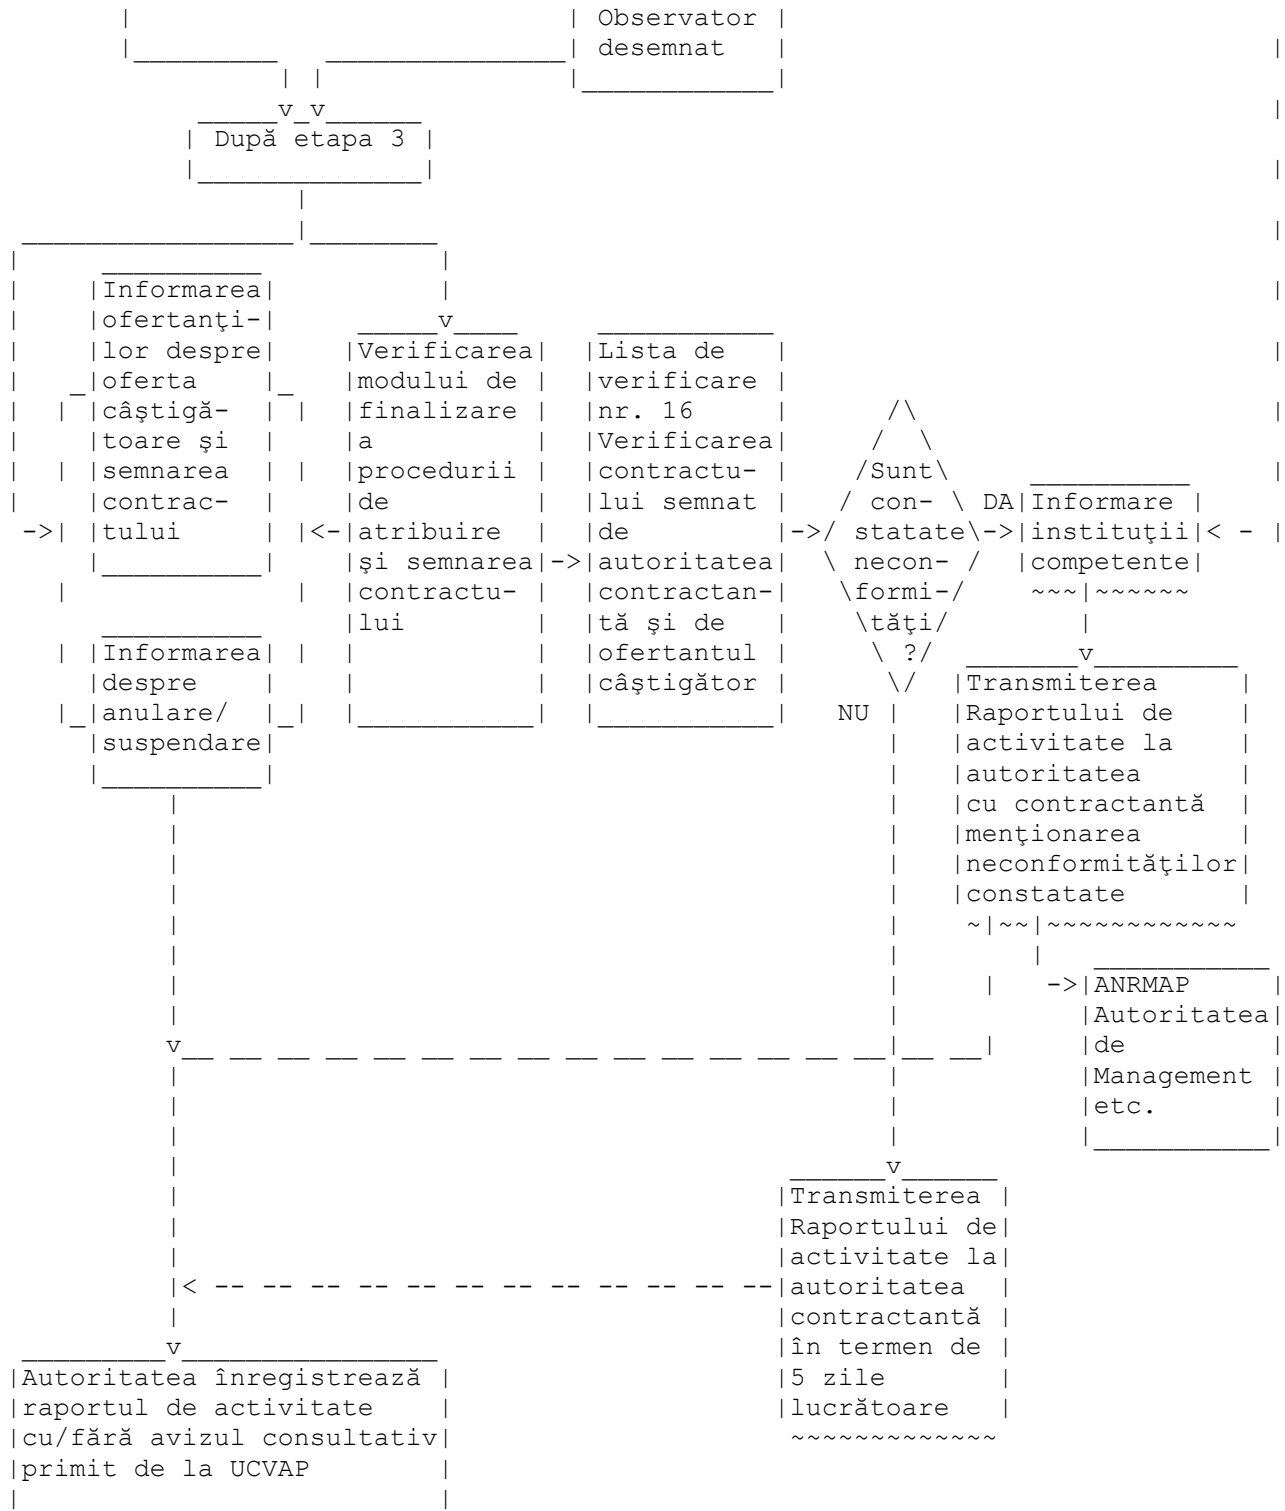 Observator
desemnat
După etapa 3
Informarea
ofertanţi-
lor despre
oferta
câştigă-
toare şi
semnarea
contrac-
tului
Verificarea
modului de
finalizare
a
procedurii
de
atribuire
şi semnarea
contractu-
lui
Lista de
verificare
nr. 16
Verificarea
contractu-
lui semnat
de
autoritatea
contractan-
tă şi de
ofertantul
câştigător
Sunt
con-
statate
necon-
formi-
tăţi
?
DA
Informare
instituţii
competente
Informarea
despre
anulare/
suspendare
NU
Transmiterea
Raportului de
activitate la
autoritatea
cu contractantă
menţionarea
neconformităţilor
constatate
ANRMAP
Autoritatea
de
Management
etc.
Transmiterea
Raportului de
activitate la
autoritatea
contractantă
în termen de
5 zile
lucrătoare
Autoritatea înregistrează
raportul de activitate
cu/fără avizul consultativ
primit de la UCVAP